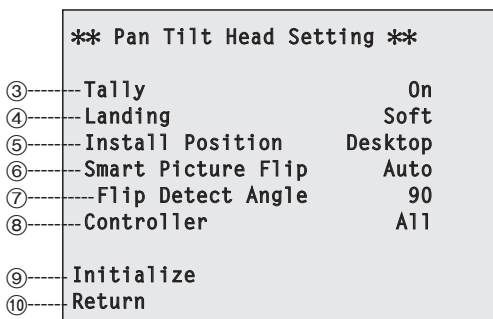 ** Pan Tilt Head Setting **
③ Tally On
④ Landing Soft
⑤ Install Position Desktop
⑥ Smart Picture Flip Auto
⑦ Flip Detect Angle 90
⑧ Controller All
⑨ Initialize
⑩ Return